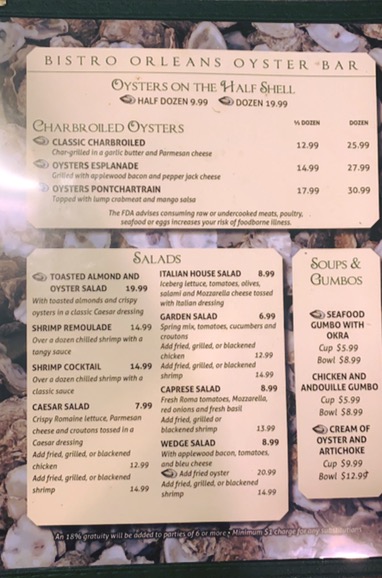 BISTRO ORLEANS OYSTER BAR
OYSTERS ON THE HALF SHELL
HALF DOZEN 9.99 DOZEN 19.99
CHARBROILED OYSTERS ½ DOZEN DOZEN
CLASSIC CHARBROILED 12.99 25.99
Char-grilled in a garlic butter and Parmesan cheese
OYSTERS ESPLANADE 14.99 27.99
Grilled with applewood bacon and pepper jack cheese
OYSTERS PONTCHARTRAIN 17.99 30.99
Topped with lump crabmeat and mango salsa
The FDA advises consuming raw or undercooked meats, poultry,
seafood or eggs increases your risk of foodborne illness.
SALADS
TOASTED ALMOND AND
OYSTER SALAD 19.99
With toasted almonds and crispy
oysters in a classic Caesar dressing
SHRIMP REMOULADE 14.99
Over a dozen chilled shrimp with a
tangy sauce
SHRIMP COCKTAIL 14.99
Over a dozen chilled shrimp with a
classic sauce
CAESAR SALAD 7.99
Crispy Romaine lettuce, Parmesan
cheese and croutons tossed in a
Caesar dressing
Add fried, grilled, or blackened
chicken 12.99
Add fried, grilled, or blackened
shrimp 14.99
ITALIAN HOUSE SALAD 8.99
Iceberg lettuce, tomatoes, olives,
salami and Mozzarella cheese tossed
with Italian dressing
GARDEN SALAD 6.99
Spring mix, tomatoes, cucumbers and
croutons
Add fried, grilled, or blackened
chicken 12.99
Add fried, grilled, or blackened
shrimp 14.99
CAPRESE SALAD 8.99
Fresh Roma tomatoes, Mozzarella,
red onions and fresh basil
Add fried, grilled or
blackened shrimp 13.99
WEDGE SALAD 8.99
With applewood bacon, tomatoes,
and bleu cheese
Add fried oyster 20.99
Add fried, grilled, or blackened
shrimp 14.99
SOUPS &
GUMBOS
SEAFOOD
GUMBO WITH
OKRA
Cup $5.99
Bowl $8.99
CHICKEN AND
ANDOUILLE GUMBO
Cup $5.99
Bowl $8.99
CREAM OF
OYSTER AND
ARTICHOKE
Cup $9.99
Bowl $12.99
An 18% gratuity will be added to parties of 6 or more • Minimum $1 charge for any substitutions